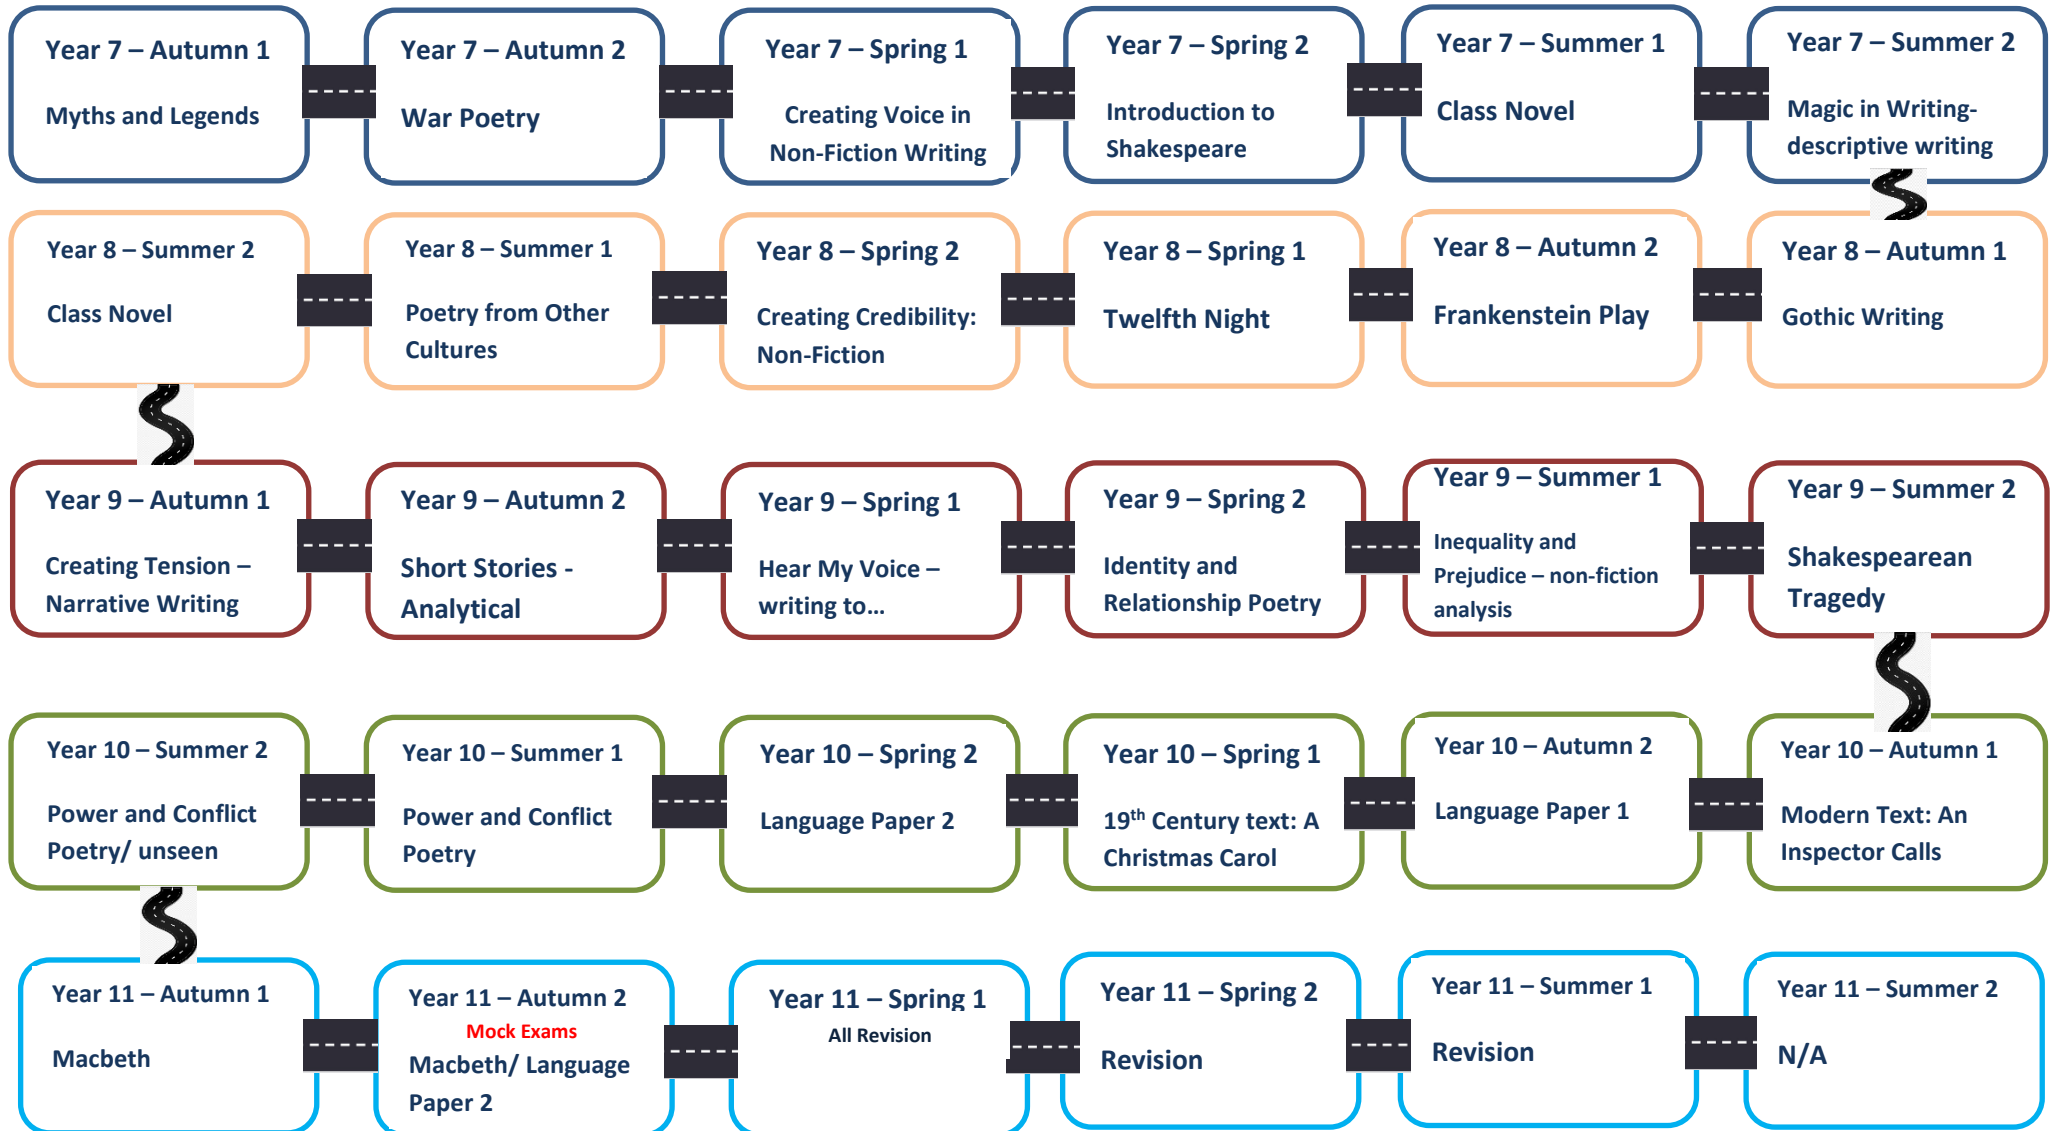 Year 7 – Autumn 1
Myths and Legends
Year 7 – Autumn 2
War Poetry
Year 7 – Spring 1
Creating Voice in
Non-Fiction Writing
Year 7 – Spring 2
Introduction to
Shakespeare
Year 7 – Summer 1
Class Novel
Year 7 – Summer 2
Magic in Writing-
descriptive writing
Year 8 – Summer 2
Class Novel
Year 8 – Summer 1
Poetry from Other
Cultures
Year 8 – Spring 2
Creating Credibility:
Non-Fiction
Year 8 – Spring 1
Twelfth Night
Year 8 – Autumn 2
Frankenstein Play
Year 8 – Autumn 1
Gothic Writing
Year 9 – Autumn 1
Creating Tension –
Narrative Writing
Year 9 – Autumn 2
Short Stories -
Analytical
Year 9 – Spring 1
Hear My Voice –
writing to...
Year 9 – Spring 2
Identity and
Relationship Poetry
Year 9 – Summer 1
Inequality and
Prejudice – non-fiction
analysis
Year 9 – Summer 2
Shakespearean
Tragedy
Year 10 – Summer 2
Power and Conflict
Poetry/ unseen
Year 10 – Summer 1
Power and Conflict
Poetry
Year 10 – Spring 2
Language Paper 2
Year 10 – Spring 1
19th Century text: A
Christmas Carol
Year 10 – Autumn 2
Language Paper 1
Year 10 – Autumn 1
Modern Text: An
Inspector Calls
Year 11 – Autumn 1
Macbeth
Year 11 – Autumn 2
Mock Exams
Macbeth/ Language
Paper 2
Year 11 – Spring 1
All Revision
Year 11 – Spring 2
Revision
Year 11 – Summer 1
Revision
Year 11 – Summer 2
N/A